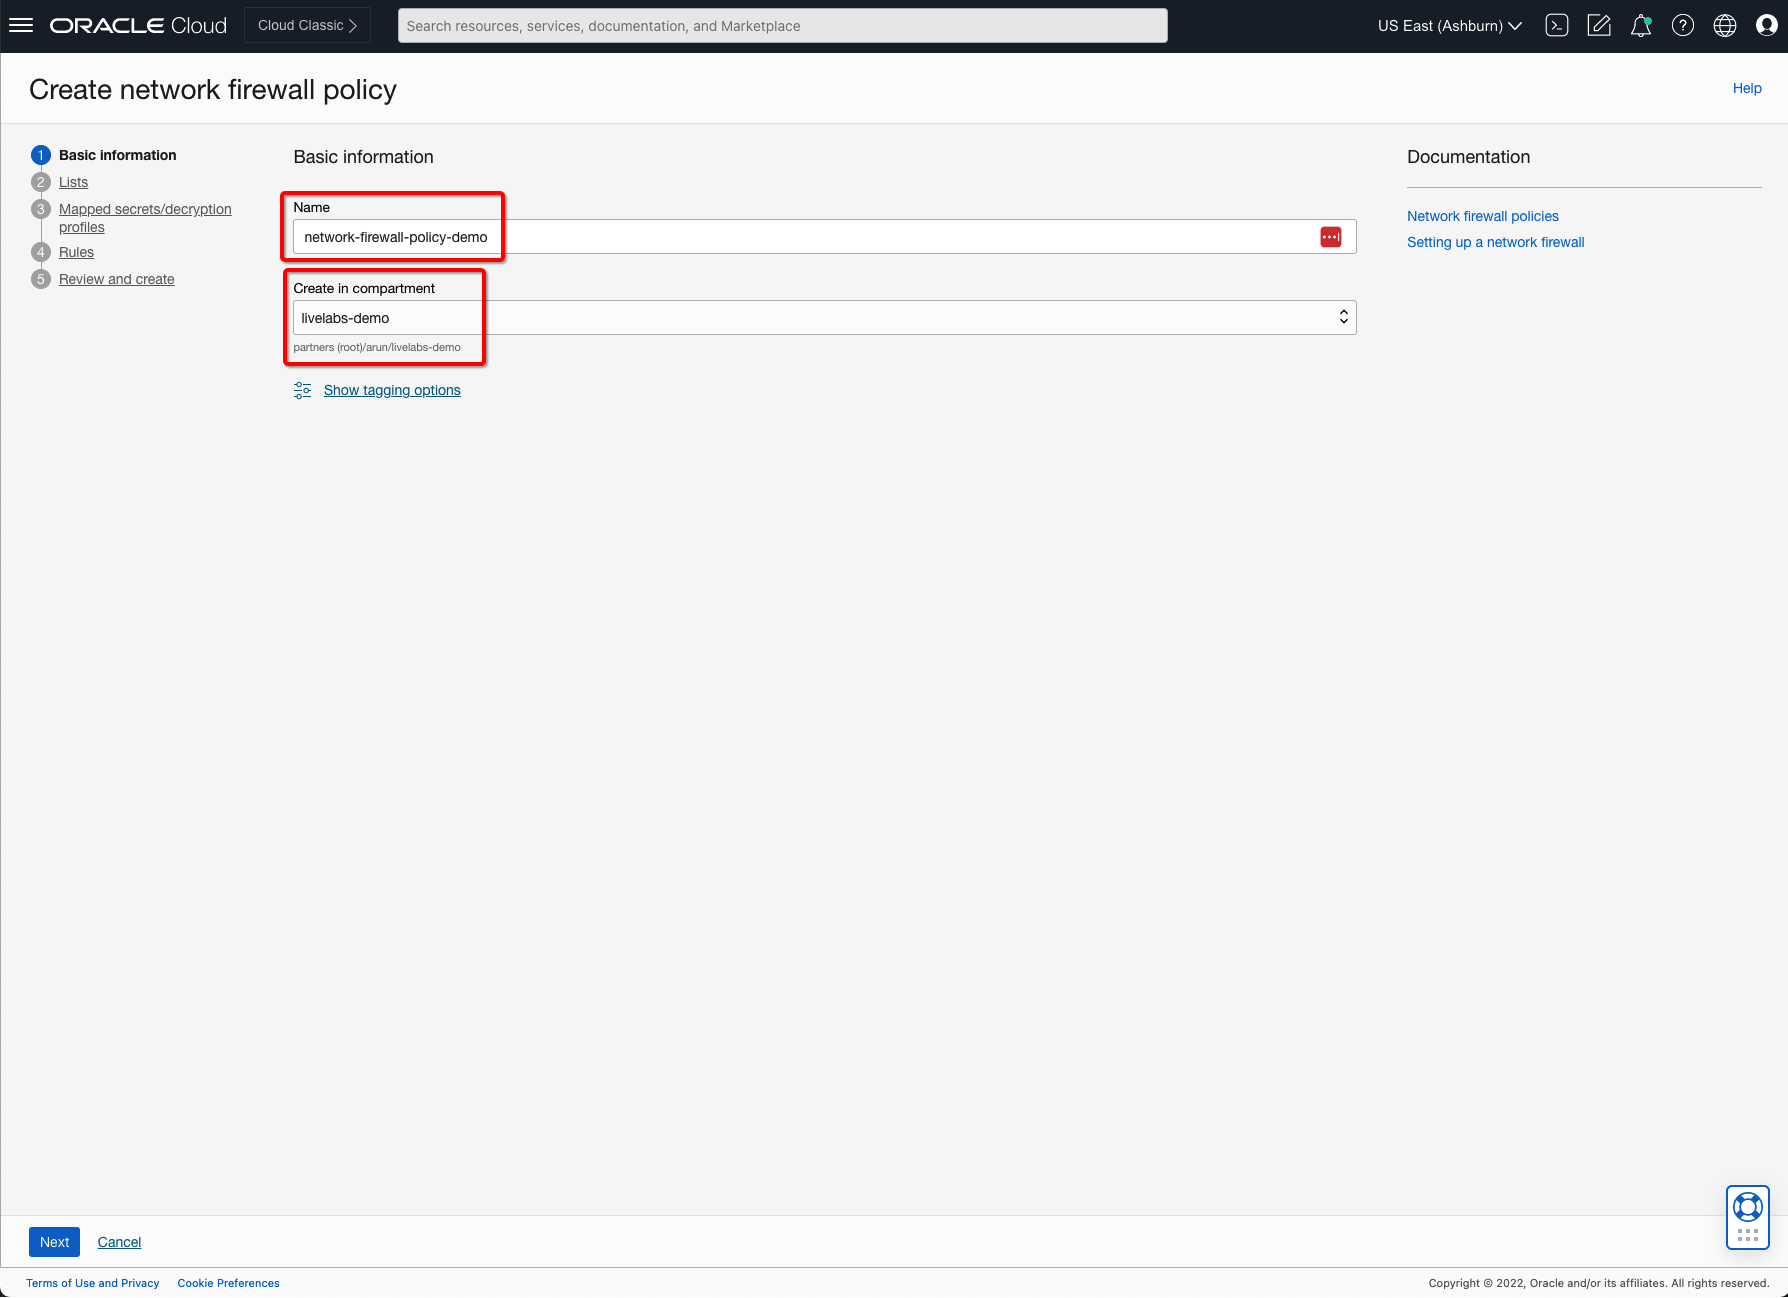 ORACLE Cloud
Cloud Classic
Search resources, services, documentation, and Marketplace
US East (Ashburn)
Create network firewall policy
Help
1 Basic information
2 Lists
3 Mapped secrets/decryption
profiles
4 Rules
5 Review and create
Basic information
Name
network-firewall-policy-demo
Create in compartment
livelabs-demo
partners (root)/arun/livelabs-demo
Show tagging options
Documentation
Network firewall policies
Setting up a network firewall
Next
Cancel
Terms of Use and Privacy
Cookie Preferences
Copyright © 2022, Oracle and/or its affiliates. All rights reserved.